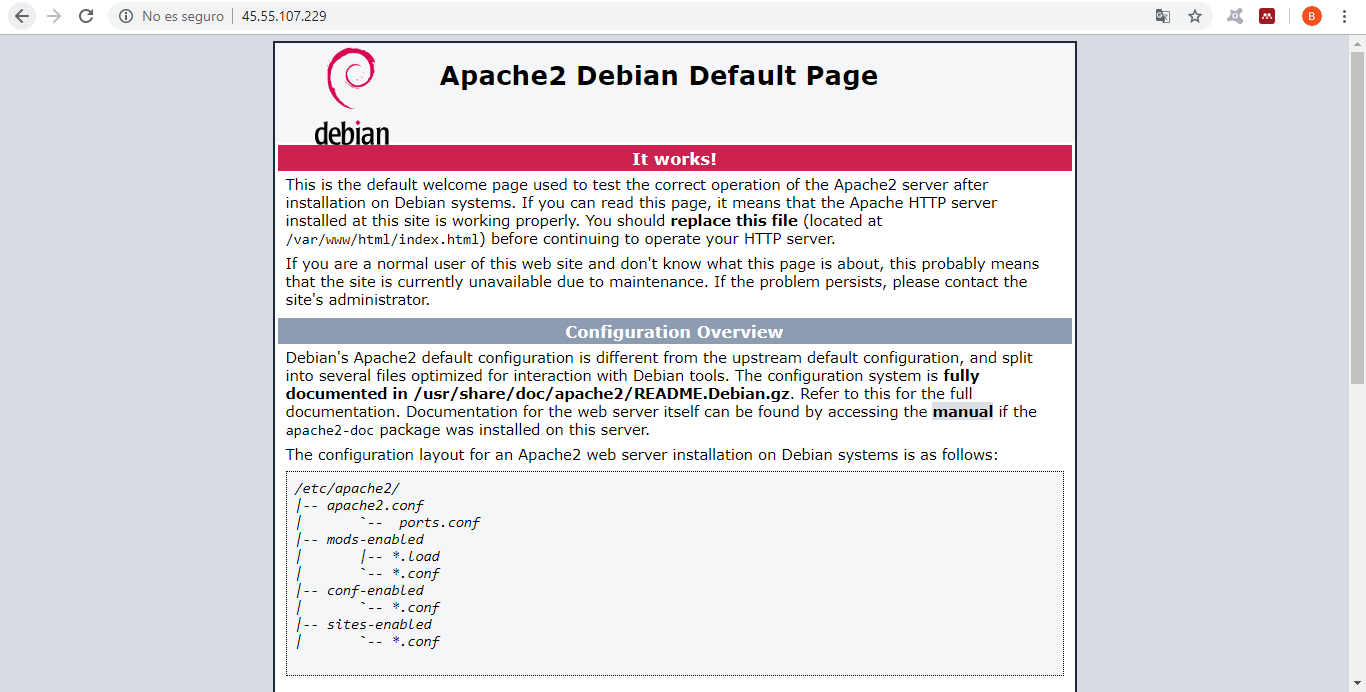 No es seguro | 45.55.107.229
B
debian
Apache2 Debian Default Page
It works!
This is the default welcome page used to test the correct operation of the Apache2 server after
installation on Debian systems. If you can read this page, it means that the Apache HTTP server
installed at this site is working properly. You should replace this file (located at
/var/www/html/index.html) before continuing to operate your HTTP server.
If you are a normal user of this web site and don't know what this page is about, this probably means
that the site is currently unavailable due to maintenance. If the problem persists, please contact the
site's administrator.
Configuration Overview
Debian's Apache2 default configuration is different from the upstream default configuration, and split
into several files optimized for interaction with Debian tools. The configuration system is fully
documented in /usr/share/doc/apache2/README.Debian.gz. Refer to this for the full
documentation. Documentation for the web server itself can be found by accessing the manual if the
apache2-doc package was installed on this server.
The configuration layout for an Apache2 web server installation on Debian systems is as follows:
/etc/apache2/
|-- apache2.conf
|       `--  ports.conf
|-- mods-enabled
|       |-- *.load
|       `-- *.conf
|-- conf-enabled
|       `-- *.conf
|-- sites-enabled
|       `-- *.conf